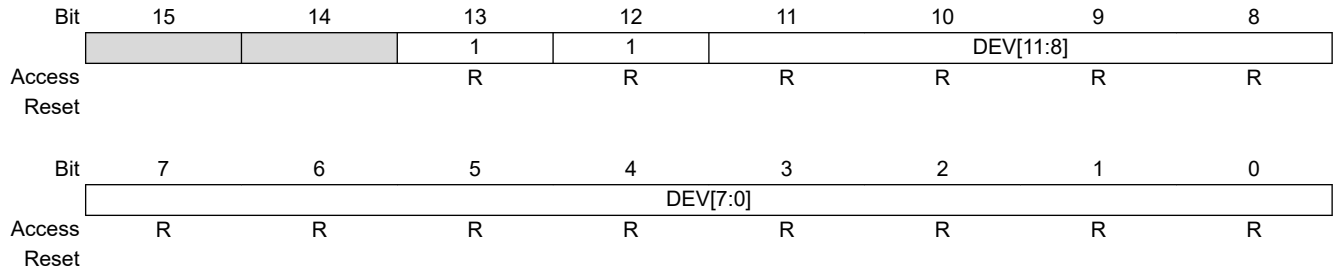 Bit 15 14 13 12 11 10 9 8
1 1 DEV[11:8]
Access R R R R R R
Reset
Bit 7 6 5 4 3 2 1 0
DEV[7:0]
Access R R R R R R R R
Reset